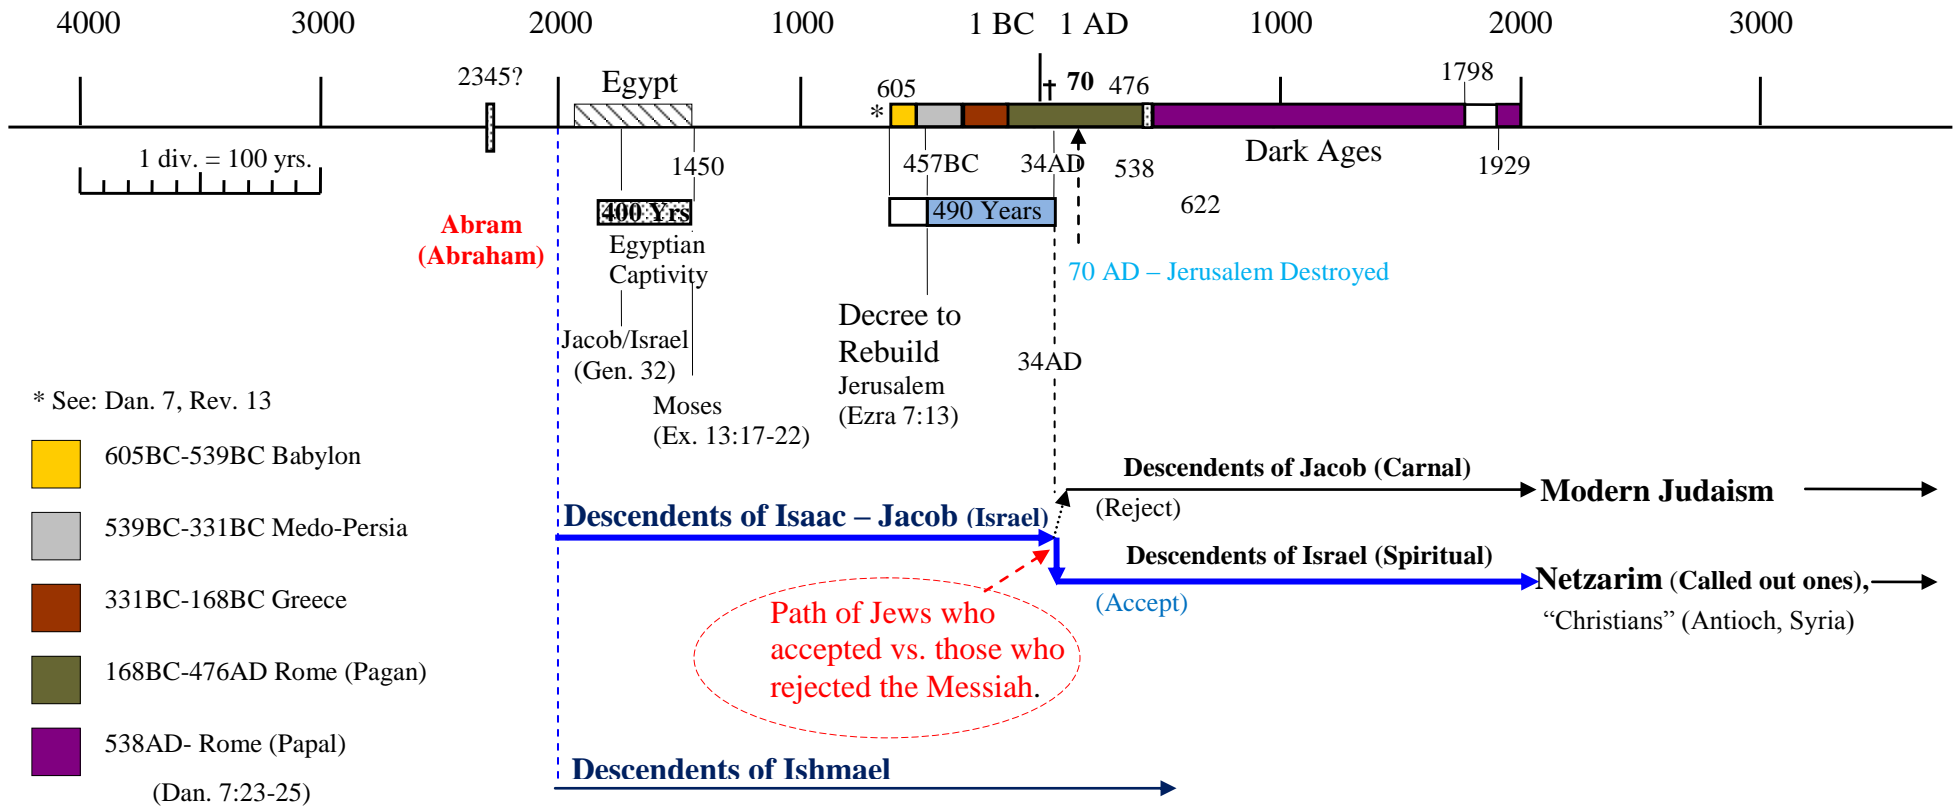 4000
3000
2000
1000
1 BC
1 AD
1000
2000
3000
2345?
Egypt
605
†
70
476
1798
*
1 div. = 100 yrs.
1450
457BC
34AD
538
Dark Ages
1929
622
400 Yrs
490 Years
Abram
(Abraham)
Egyptian
Captivity
70 AD – Jerusalem Destroyed
Jacob/Israel
(Gen. 32)
Moses
(Ex. 13:17-22)
Decree to
Rebuild
Jerusalem
(Ezra 7:13)
34AD
* See: Dan. 7, Rev. 13
605BC-539BC Babylon
539BC-331BC Medo-Persia
331BC-168BC Greece
168BC-476AD Rome (Pagan)
538AD- Rome (Papal)
(Dan. 7:23-25)
Descendents of Isaac – Jacob (Israel)
Descendents of Jacob (Carnal)
(Reject)
Modern Judaism
Descendents of Israel (Spiritual)
(Accept)
Netzarim (Called out ones),
“Christians” (Antioch, Syria)
Path of Jews who
accepted vs. those who
rejected the Messiah.
Descendents of Ishmael